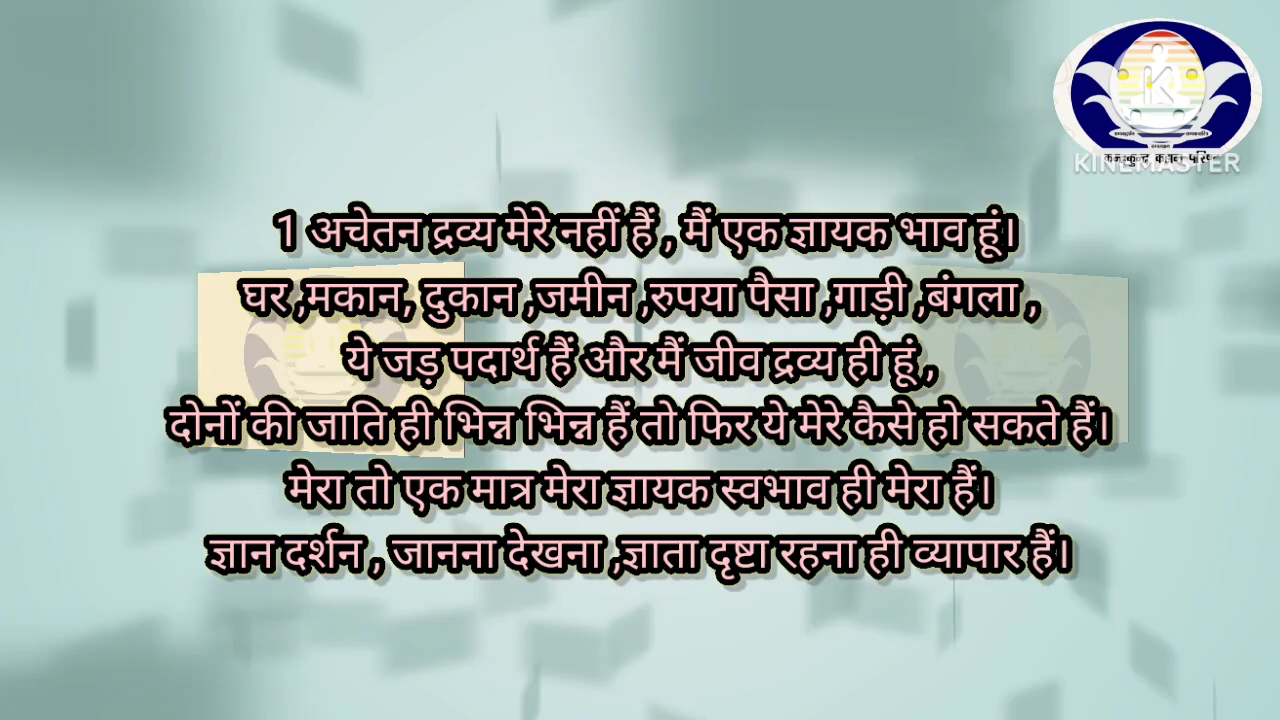 KINEMASTER
1 अचेतन द्रव्य मेरे नहीं हैं , मैं एक ज्ञायक भाव हूं।
घर ,मकान, दुकान ,जमीन ,रुपया पैसा ,गाड़ी ,बंगला ,
ये जड़ पदार्थ हैं और मैं जीव द्रव्य ही हूं ,
दोनों की जाति ही भिन्न भिन्न हैं तो फिर ये मेरे कैसे हो सकते हैं।
मेरा तो एक मात्र मेरा ज्ञायक स्वभाव ही मेरा हैं।
ज्ञान दर्शन , जानना देखना ,ज्ञाता दृष्टा रहना ही व्यापार हैं।